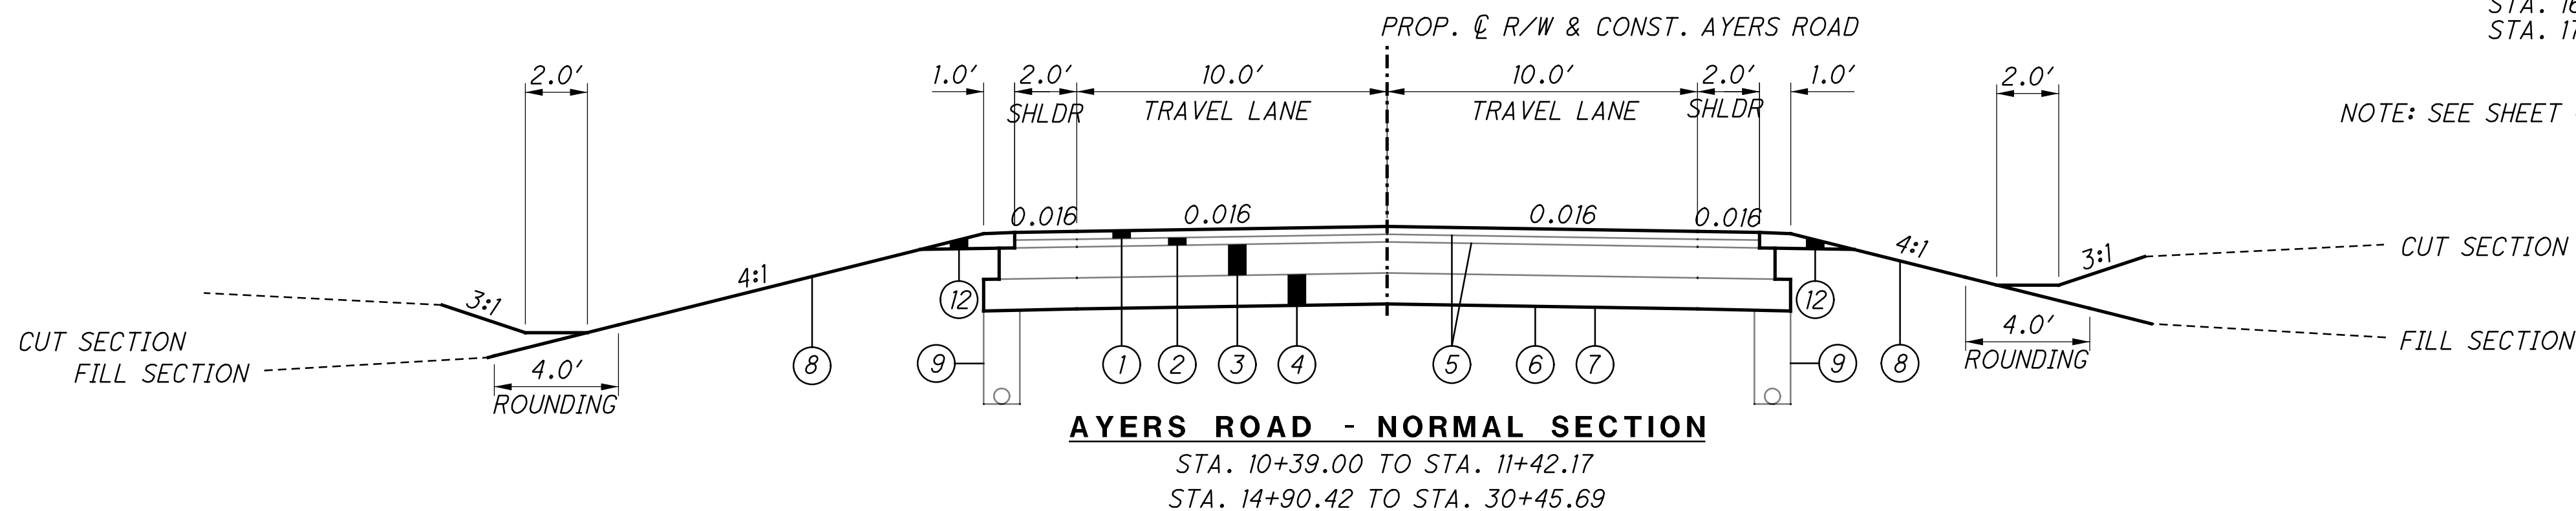 PROP. ℄ R/W & CONST. AYERS ROAD
STA. 16
STA. 17
2.0' 1.0' 2.0' 10.0' 10.0' 2.0' 1.0' 2.0'
SHLDR TRAVEL LANE TRAVEL LANE SHLDR
NOTE: SEE SHEET
0.016 0.016 0.016 0.016
3:1 4:1 4:1 3:1
CUT SECTION
12 12
CUT SECTION
FILL SECTION
4.0'
ROUNDING
8 9 1 2 3 4 5 6 7 9 8
4.0'
ROUNDING
FILL SECTION
AYERS ROAD - NORMAL SECTION
STA. 10+39.00 TO STA. 11+42.17
STA. 14+90.42 TO STA. 30+45.69